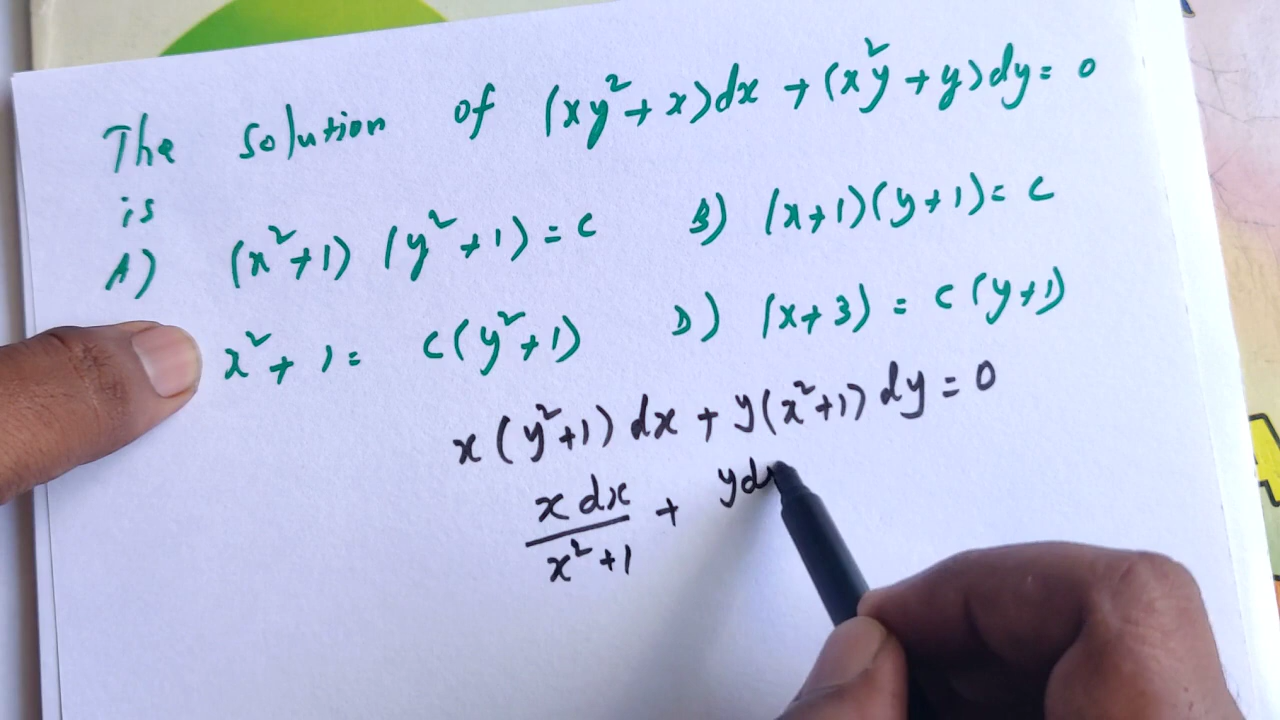 The solution of (xy²+x)dx + (x²y+y)dy = 0
is
A) (x²+1) (y²+1) = c B) (x+1)(y+1) = c
x²+1 = c(y²+1) D) (x+3) = c(y+1)
x(y²+1)dx + y(x²+1)dy = 0
x dx / x²+1 + yd